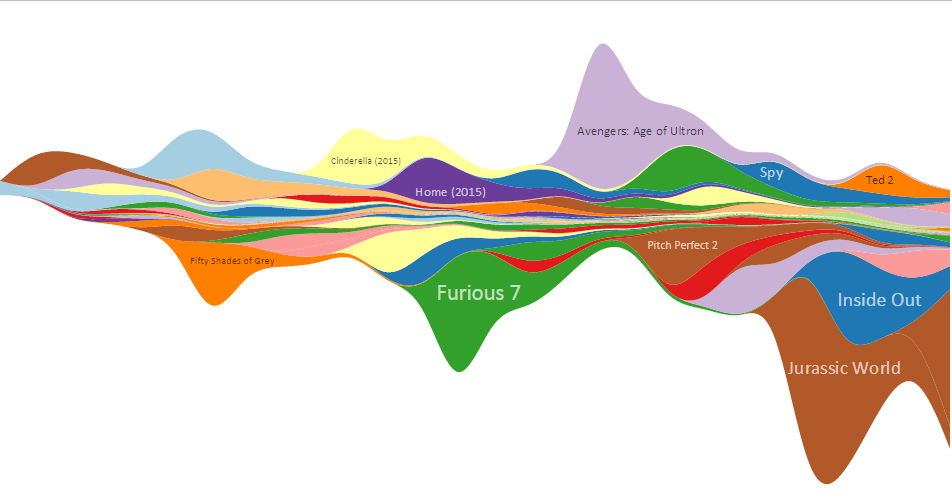 Avengers: Age of Ultron
Cinderella (2015)
Spy
Ted 2
Home (2015)
Pitch Perfect 2
Fifty Shades of Grey
Furious 7
Inside Out
Jurassic World